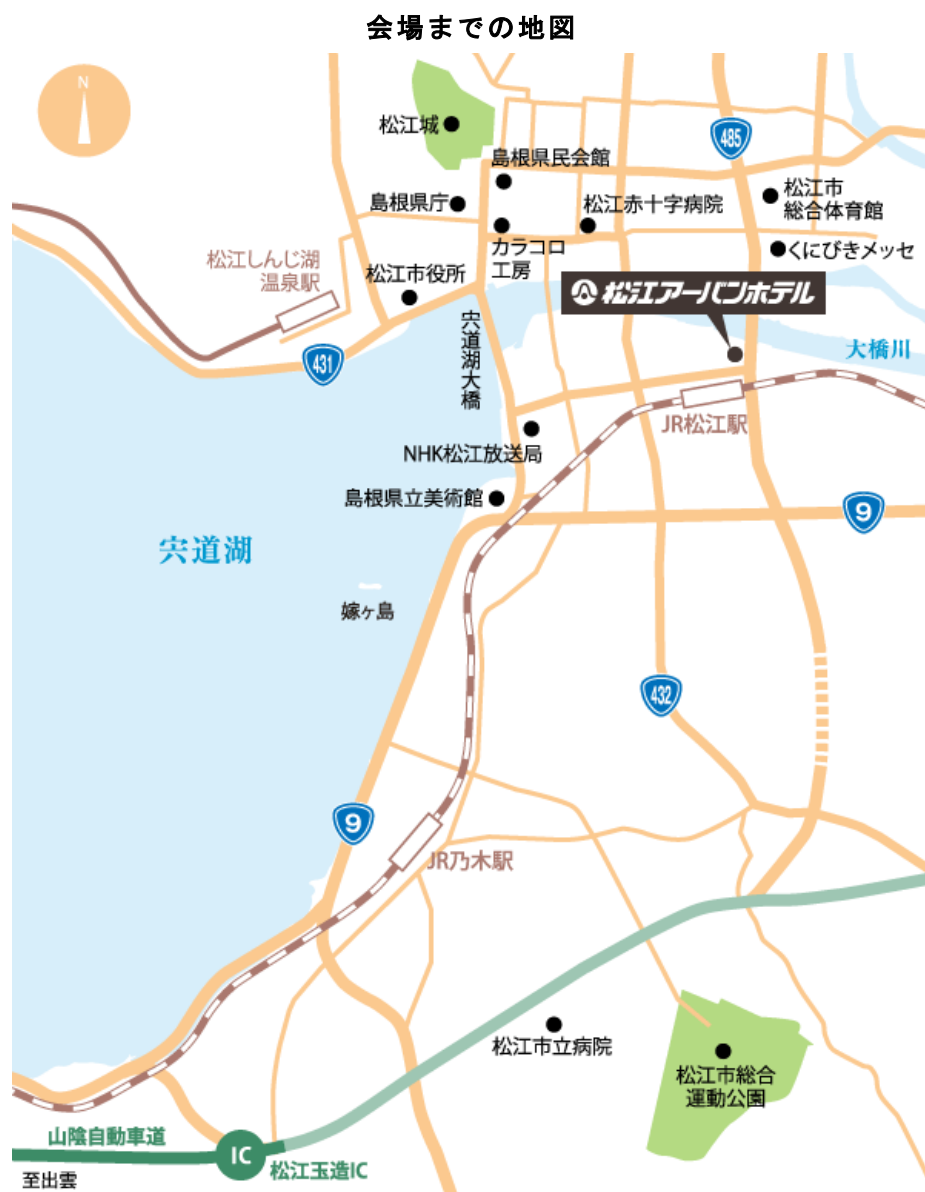 会場までの地図
N
松江城
485
島根県民会館
島根県庁
松江赤十字病院
松江市
総合体育館
カラコロ
工房
くにびきメッセ
松江しんじ湖
温泉駅
松江市役所
松江アーバンホテル
宍道湖大橋
大橋川
431
JR松江駅
NHK松江放送局
島根県立美術館
9
宍道湖
嫁ヶ島
432
9
JR乃木駅
松江市立病院
松江市総合
運動公園
山陰自動車道
IC
松江玉造IC
至出雲